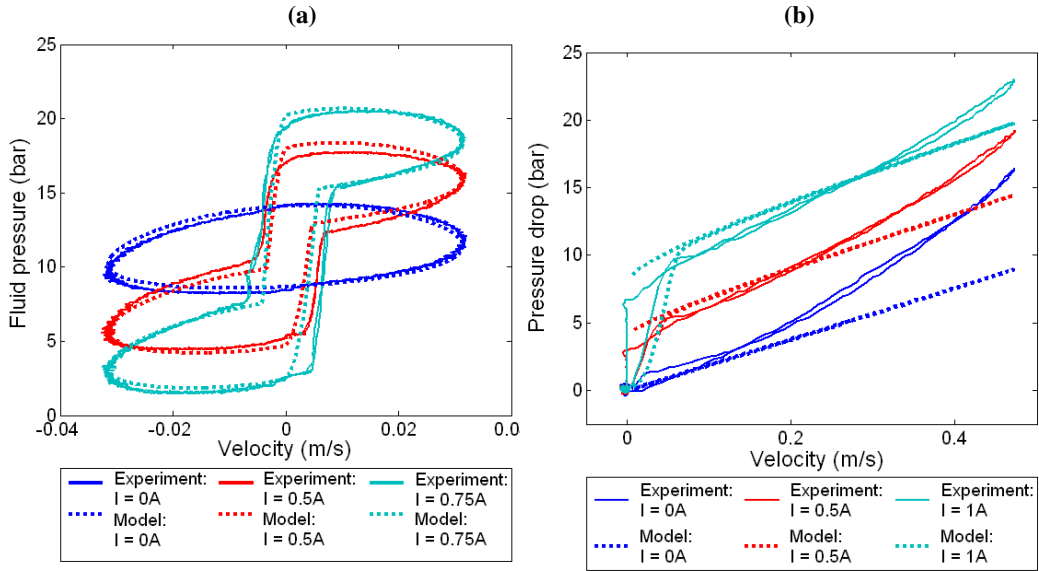 (a)
(b)
25
20
15
10
5
0
Fluid pressure (bar)
-0.04
-0.02
0
0.02
0.0
Velocity (m/s)
Experiment:
I = 0A
Model:
I = 0A
Experiment:
I = 0.5A
Model:
I = 0.5A
Experiment:
I = 0.75A
Model:
I = 0.75A
25
20
15
10
5
0
Pressure drop (bar)
0
0.2
0.4
Velocity (m/s)
Experiment:
I = 0A
Model:
I = 0A
Experiment:
I = 0.5A
Model:
I = 0.5A
Experiment:
I = 1A
Model:
I = 1A